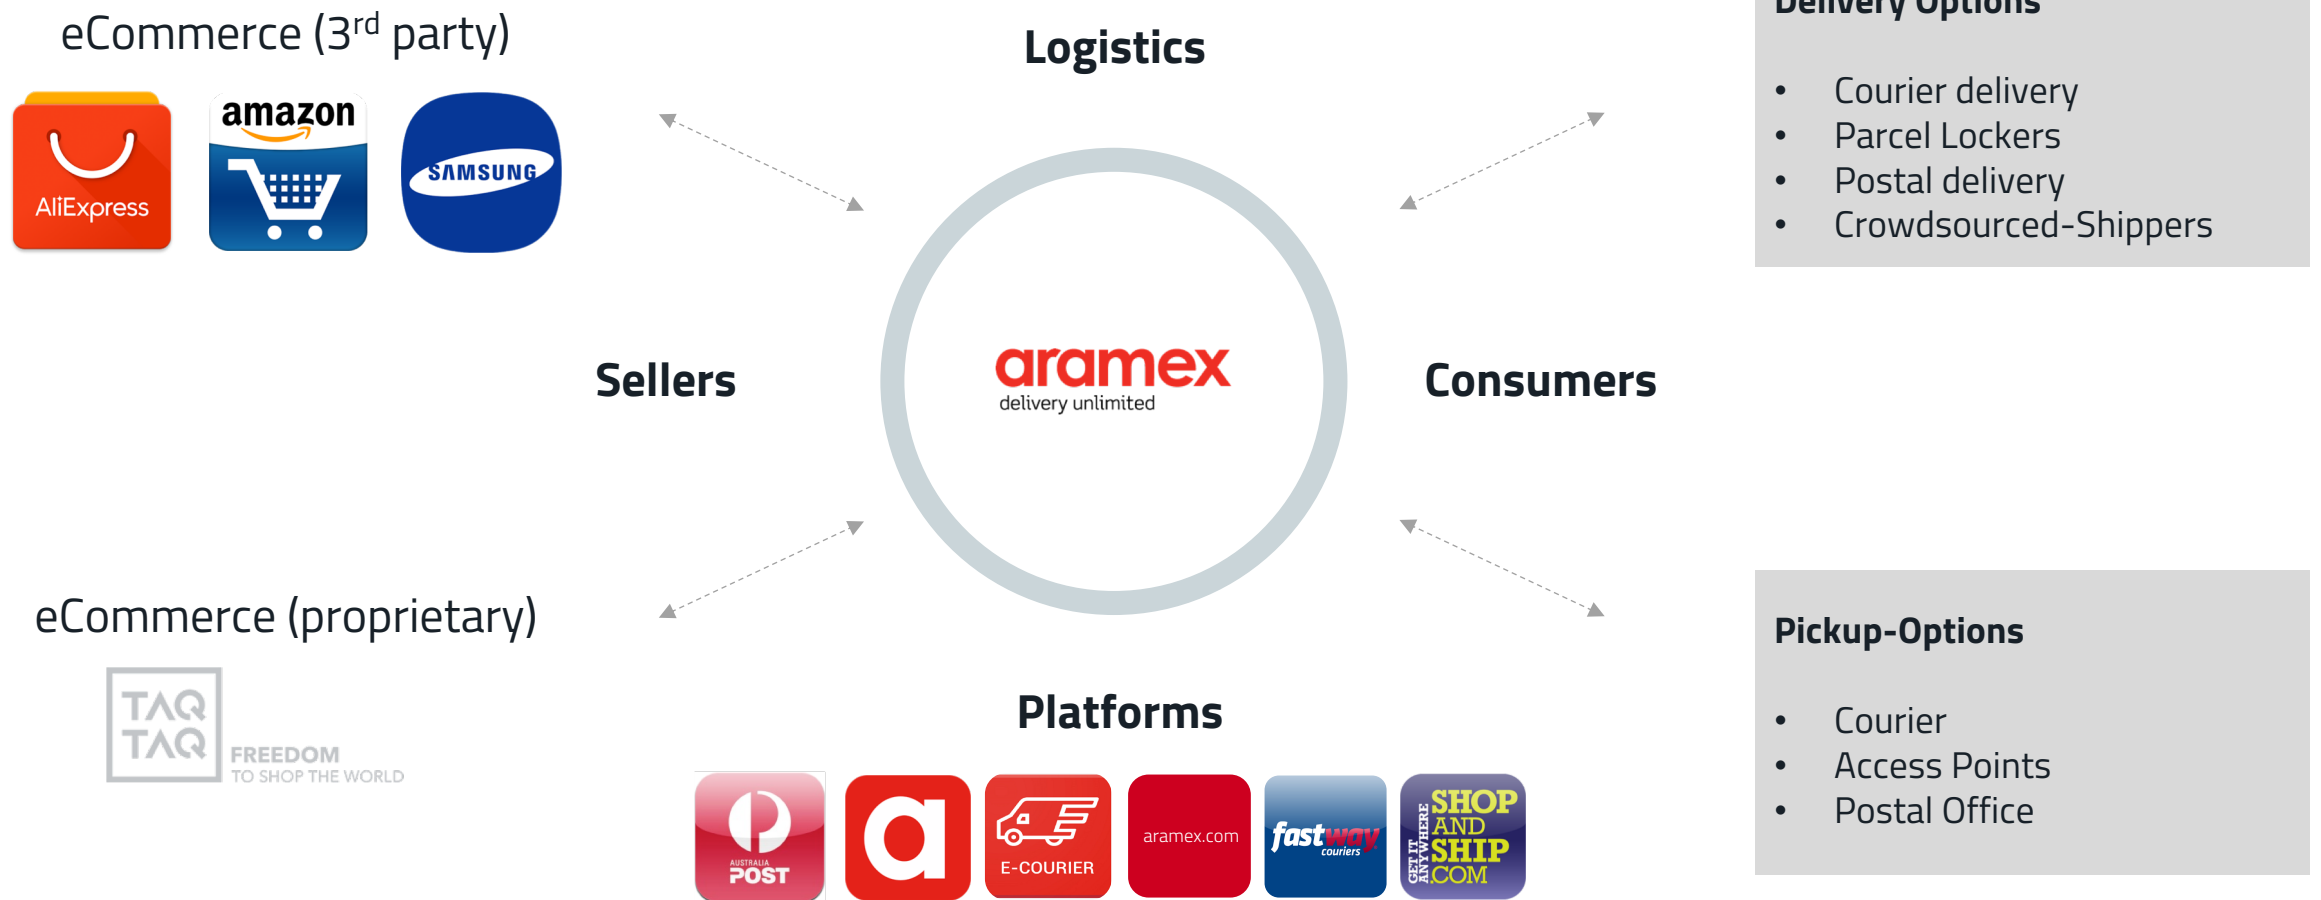 eCommerce (3rd party)
AliExpress
amazon
SAMSUNG
Logistics
Delivery Options
• Courier delivery
• Parcel Lockers
• Postal delivery
• Crowdsourced-Shippers
Sellers
aramex
delivery unlimited
Consumers
eCommerce (proprietary)
TAQ
TAQ
FREEDOM
TO SHOP THE WORLD
Platforms
AUSTRALIA
POST
a
E-COURIER
aramex.com
fastway
couriers
GET IT
ANYWHERE
SHOP
AND
SHIP
.COM
Pickup-Options
• Courier
• Access Points
• Postal Office